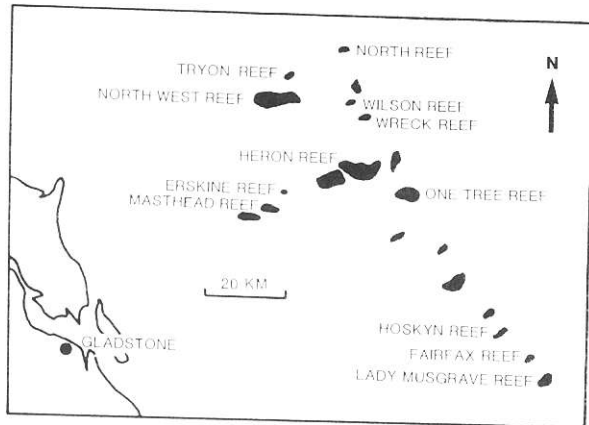 NORTH REEF
N
TRYON REEF
NORTH WEST REEF
WILSON REEF
WRECK REEF
HERON REEF
ERSKINE REEF
ONE TREE REEF
MASTHEAD REEF
20 KM
HOSKYN REEF
GLADSTONE
FAIRFAX REEF
LADY MUSGRAVE REEF